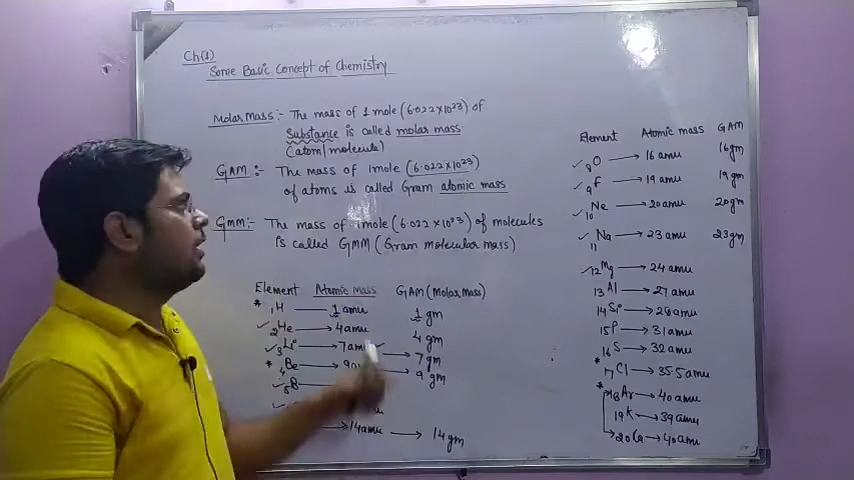 Ch(1)
Some Basic Concept of Chemistry
Molar Mass:- The mass of 1 mole (6.022×10²³) of
Substance is called molar mass.
(atom/molecule)
GAM:- The mass of 1mole (6.022×10²³)
of atoms is called Gram atomic mass
GMM:- The mass of 1mole (6.022×10²³) of molecules
is called GMM (Gram molecular mass)
Element Atomic Mass GAM (Molar Mass)
* ₁H — 1 amu 1 gm
✓ ₂He → 4 amu 4 gm
✓ ₃Li → 7 amu ✓ → 7 gm
* ₄Be → 9 → 9 gm
✓ ₅B
→ 14 amu → 14 gm
Element Atomic mass GAM
✓ ₈O → 16 amu 16 gm
✓ ₉F → 19 amu 19 gm
✓ ₁₀Ne → 20 amu 20 gm
✓ ₁₁Na → 23 amu 23 gm
✓ ₁₂Mg → 24 amu
₁₃Al → 27 amu
₁₄Si → 28 amu
₁₅P → 31 amu
₁₆S → 32 amu
* ₁₇Cl → 35.5 amu
* ₁₈Ar → 40 amu
₁₉K → 39 amu
₂₀Ca → 40 amu